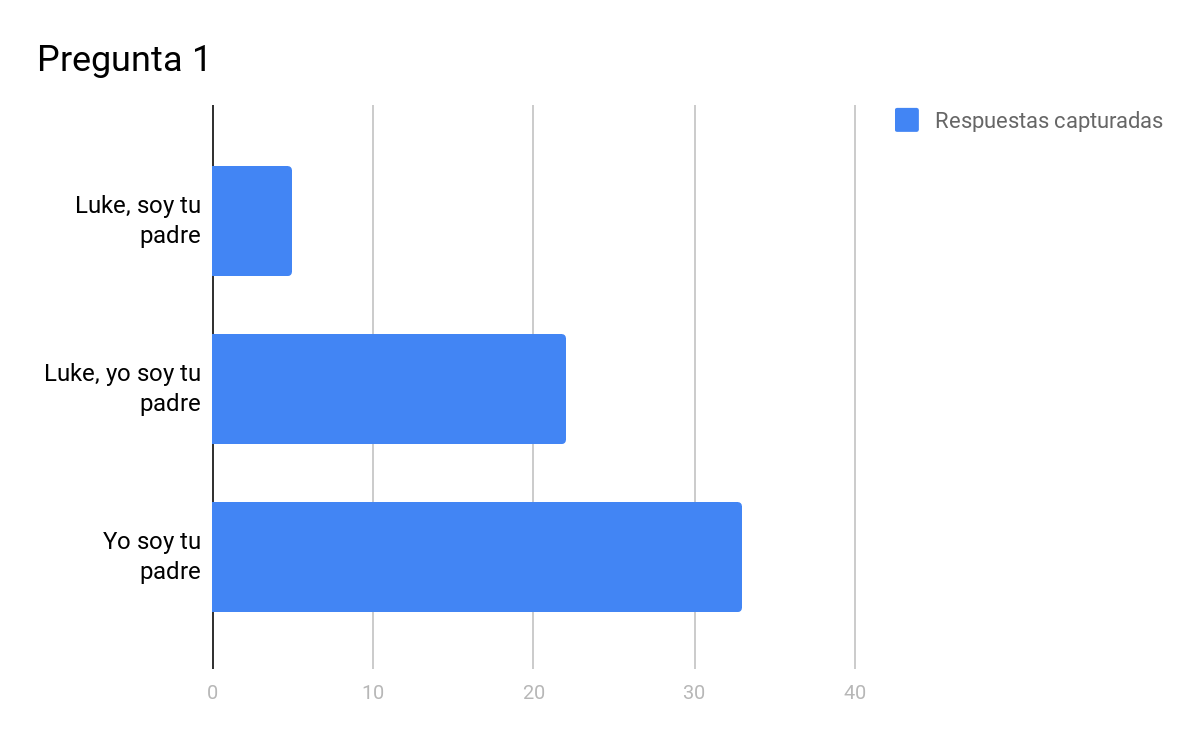 Pregunta 1
Respuestas capturadas
Luke, soy tu
padre
Luke, yo soy tu
padre
Yo soy tu
padre
0 10 20 30 40